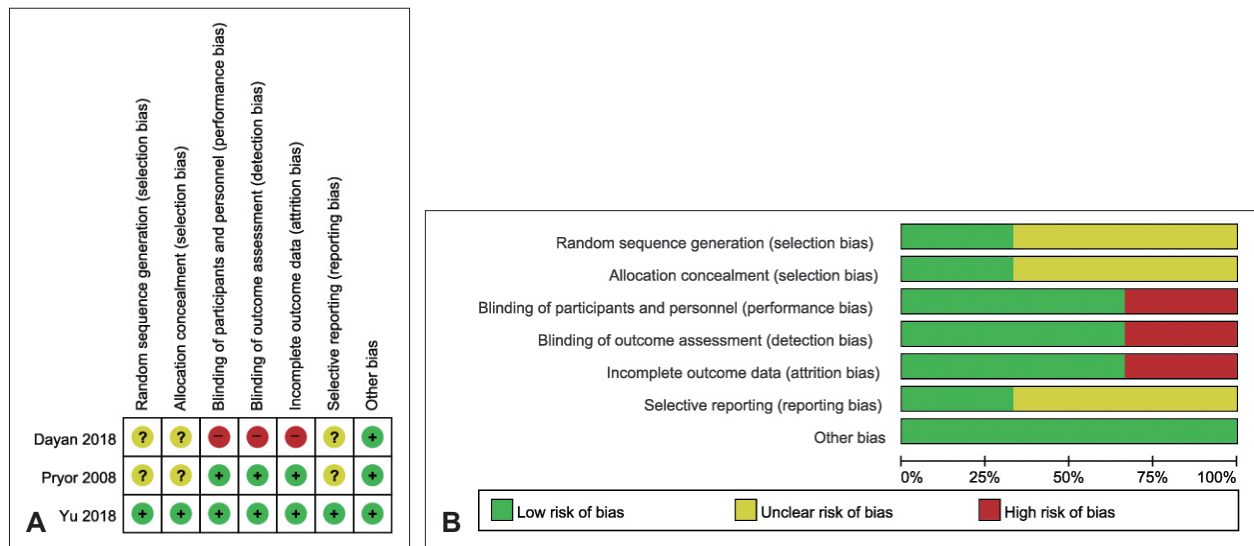 Random sequence generation (selection bias)
Allocation concealment (selection bias)
Blinding of participants and personnel (performance bias)
Blinding of outcome assessment (detection bias)
Incomplete outcome data (attrition bias)
Selective reporting (reporting bias)
Other bias
Dayan 2018 ? ? – – – ? +
Pryor 2008 ? ? + + + ? +
Yu 2018 + + + + + + +
A
Random sequence generation (selection bias)
Allocation concealment (selection bias)
Blinding of participants and personnel (performance bias)
Blinding of outcome assessment (detection bias)
Incomplete outcome data (attrition bias)
Selective reporting (reporting bias)
Other bias
0% 25% 50% 75% 100%
Low risk of bias Unclear risk of bias High risk of bias
B